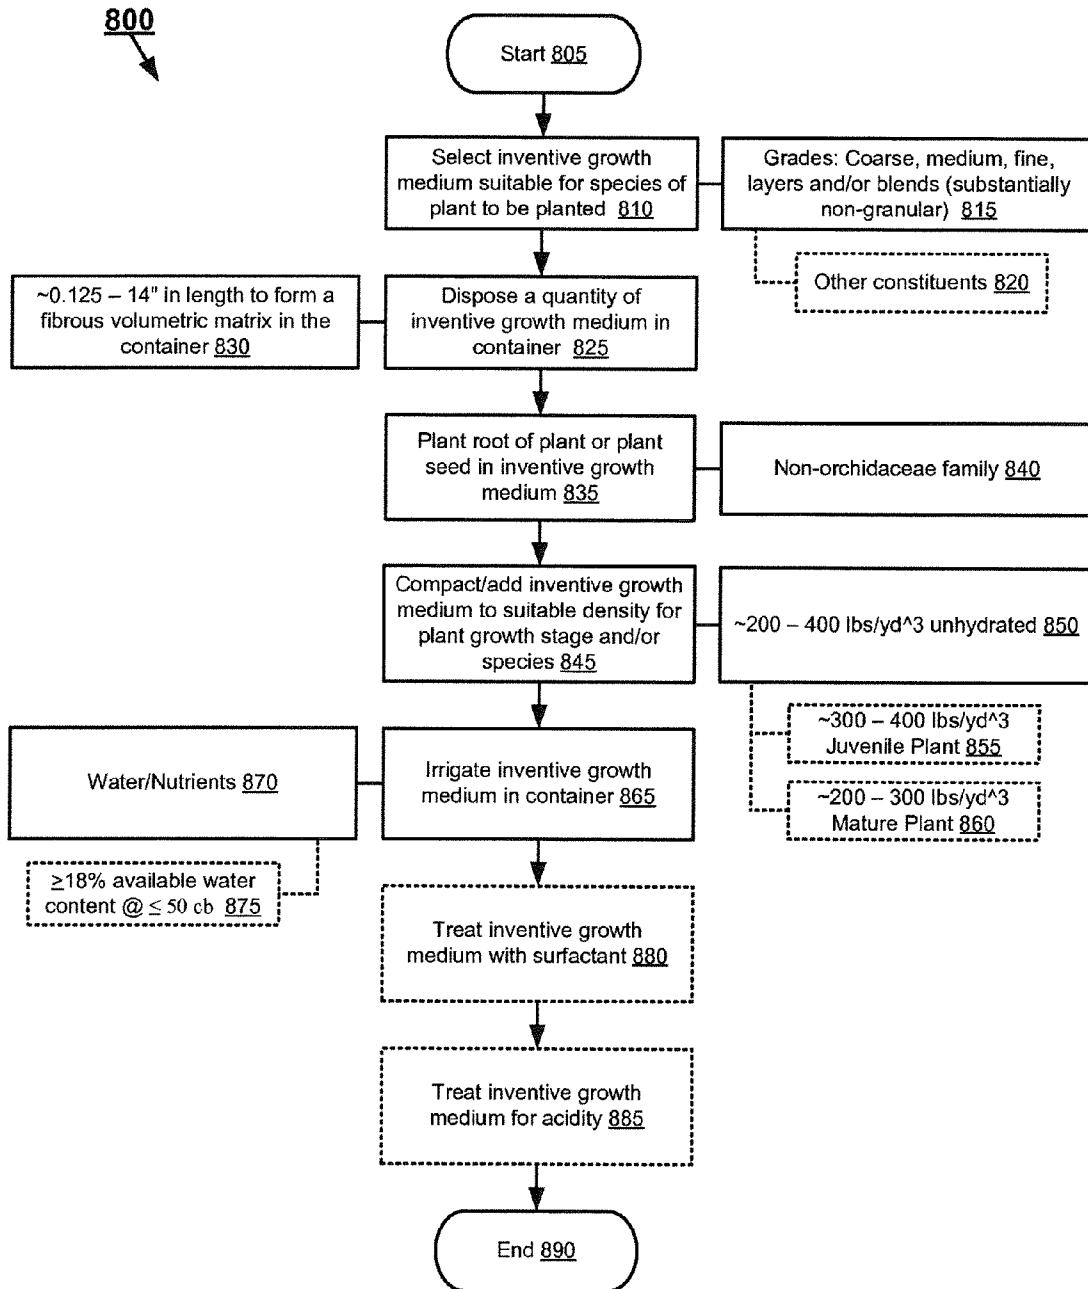 800
Start 805
Select inventive growth
medium suitable for species of
plant to be planted 810
Grades: Coarse, medium, fine,
layers and/or blends (substantially
non-granular) 815
Other constituents 820
~0.125 – 14" in length to form a
fibrous volumetric matrix in the
container 830
Dispose a quantity of
inventive growth medium in
container 825
Plant root of plant or plant
seed in inventive growth
medium 835
Non-orchidaceae family 840
Compact/add inventive growth
medium to suitable density for
plant growth stage and/or
species 845
~200 – 400 lbs/yd^3 unhydrated 850
~300 – 400 lbs/yd^3
Juvenile Plant 855
~200 – 300 lbs/yd^3
Mature Plant 860
Water/Nutrients 870
Irrigate inventive growth
medium in container 865
≥18% available water
content @ ≤ 50 cb 875
Treat inventive growth
medium with surfactant 880
Treat inventive growth
medium for acidity 885
End 890